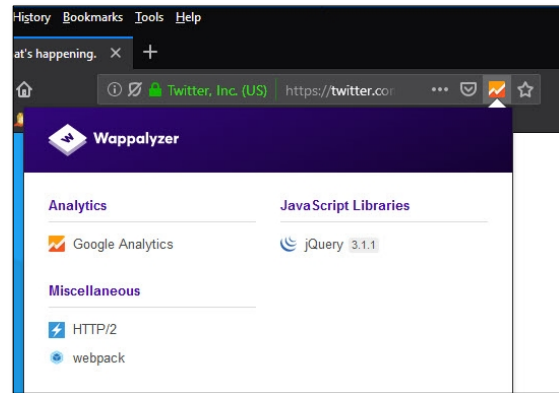 History Bookmarks Tools Help
at's happening.
Twitter, Inc. (US) https://twitter.co
Wappalyzer
Analytics
JavaScript Libraries
Google Analytics
jQuery 3.1.1
Miscellaneous
HTTP/2
webpack